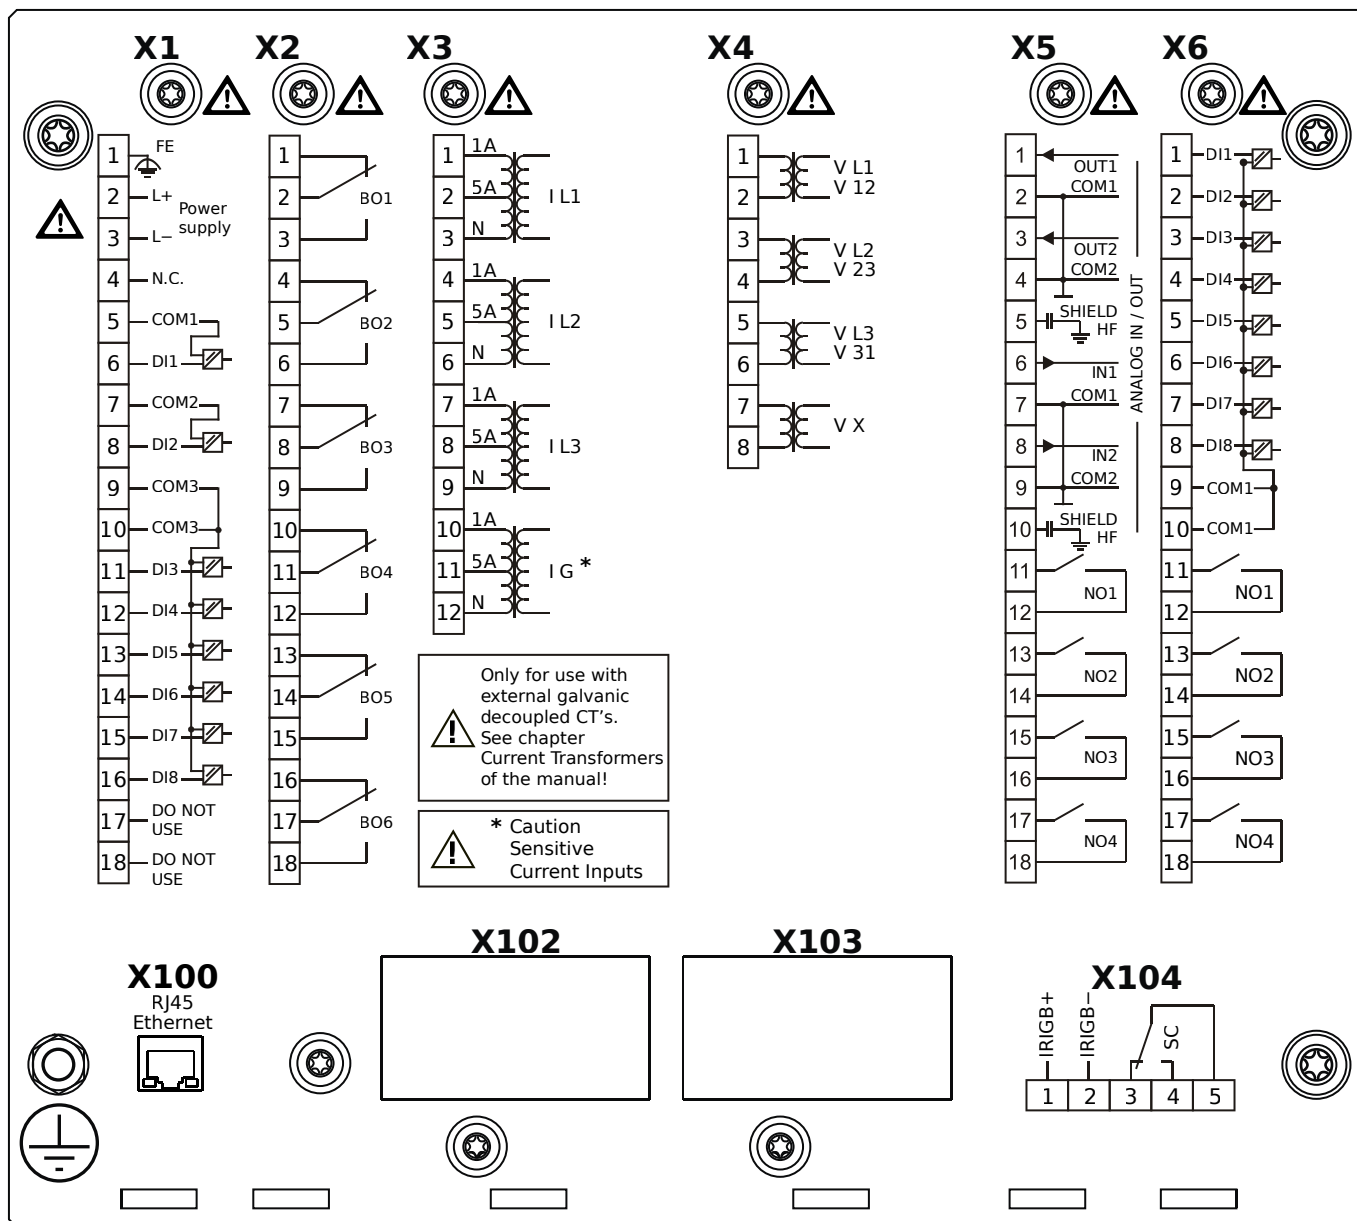 X1
X2
X3
X4
X5
X6
1 FE
2 L+ Power
supply
3 L−
4 N.C.
5 COM1
6 DI1
7 COM2
8 DI2
9 COM3
10 COM3
11 DI3
12 DI4
13 DI5
14 DI6
15 DI7
16 DI8
17 DO NOT
USE
18 DO NOT
USE
1
2 BO1
3
4
5 BO2
6
7
8 BO3
9
10
11 BO4
12
13
14 BO5
15
16
17 BO6
18
1 1A
2 5A I L1
3 N
4 1A
5 5A I L2
6 N
7 1A
8 5A I L3
9 N
10 1A
11 5A I G *
12 N
Only for use with
external galvanic
decoupled CT's.
See chapter
Current Transformers
of the manual!
* Caution
Sensitive
Current Inputs
1 V L1
2 V 12
3 V L2
4 V 23
5 V L3
6 V 31
7 V X
8
1 OUT1
2 COM1
3 OUT2
4 COM2
5 SHIELD
HF
6 IN1
7 COM1
8 IN2
9 COM2
10 SHIELD
HF
ANALOG IN / OUT
11
NO1
12
13
NO2
14
15
NO3
16
17
NO4
18
1 DI1
2 DI2
3 DI3
4 DI4
5 DI5
6 DI6
7 DI7
8 DI8
9 COM1
10 COM1
11
NO1
12
13
NO2
14
15
NO3
16
17
NO4
18
X100
RJ45
Ethernet
X102
X103
X104
IRIGB+
IRIGB−
SC
1 2 3 4 5